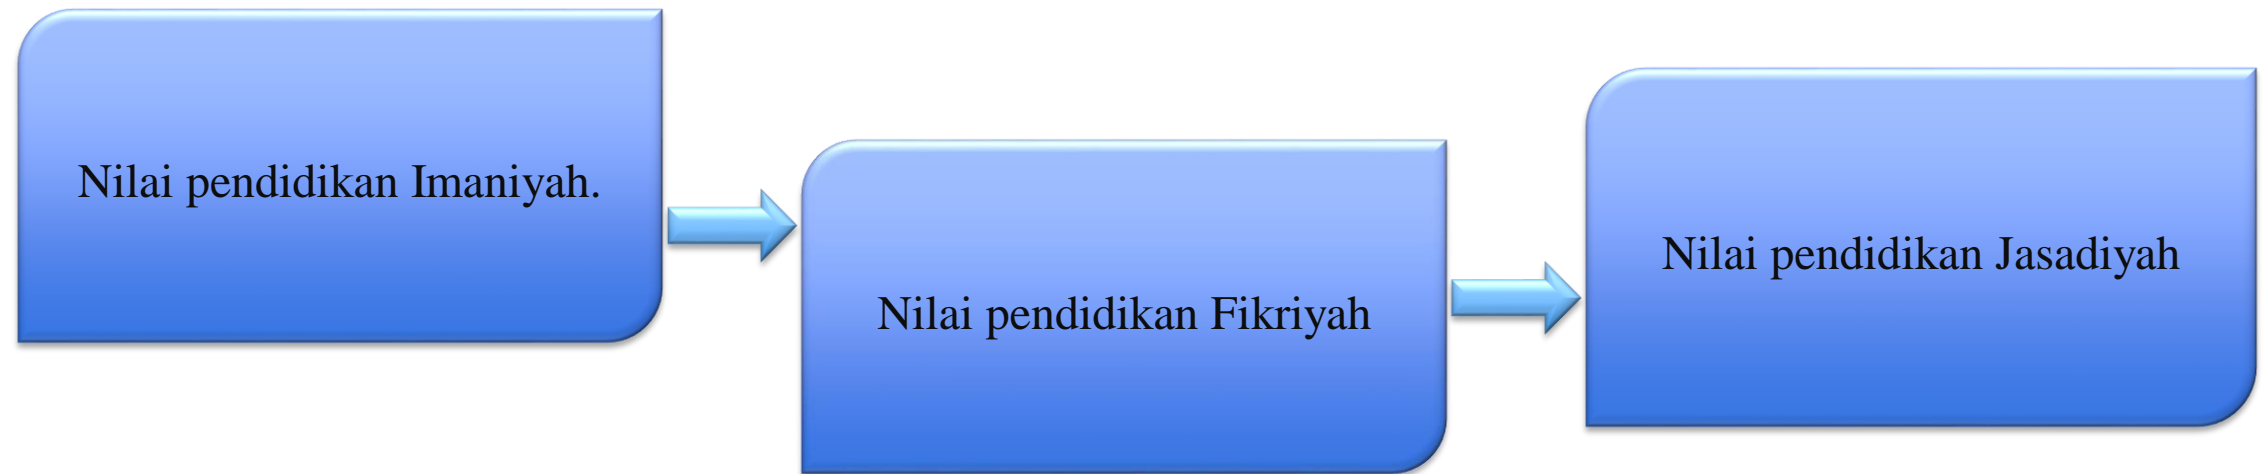 Nilai pendidikan Imaniyah.
Nilai pendidikan Fikriyah
Nilai pendidikan Jasadiyah